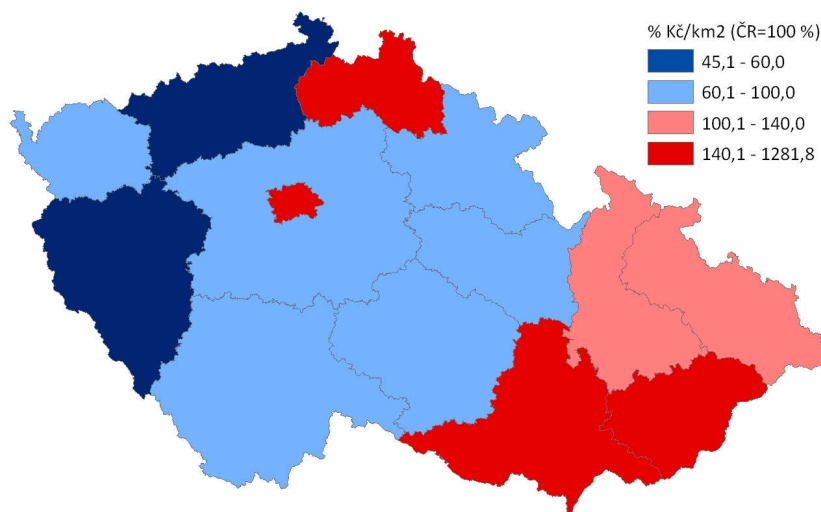 % Kč/km2 (ČR=100 %)
45,1 - 60,0
60,1 - 100,0
100,1 - 140,0
140,1 - 1281,8